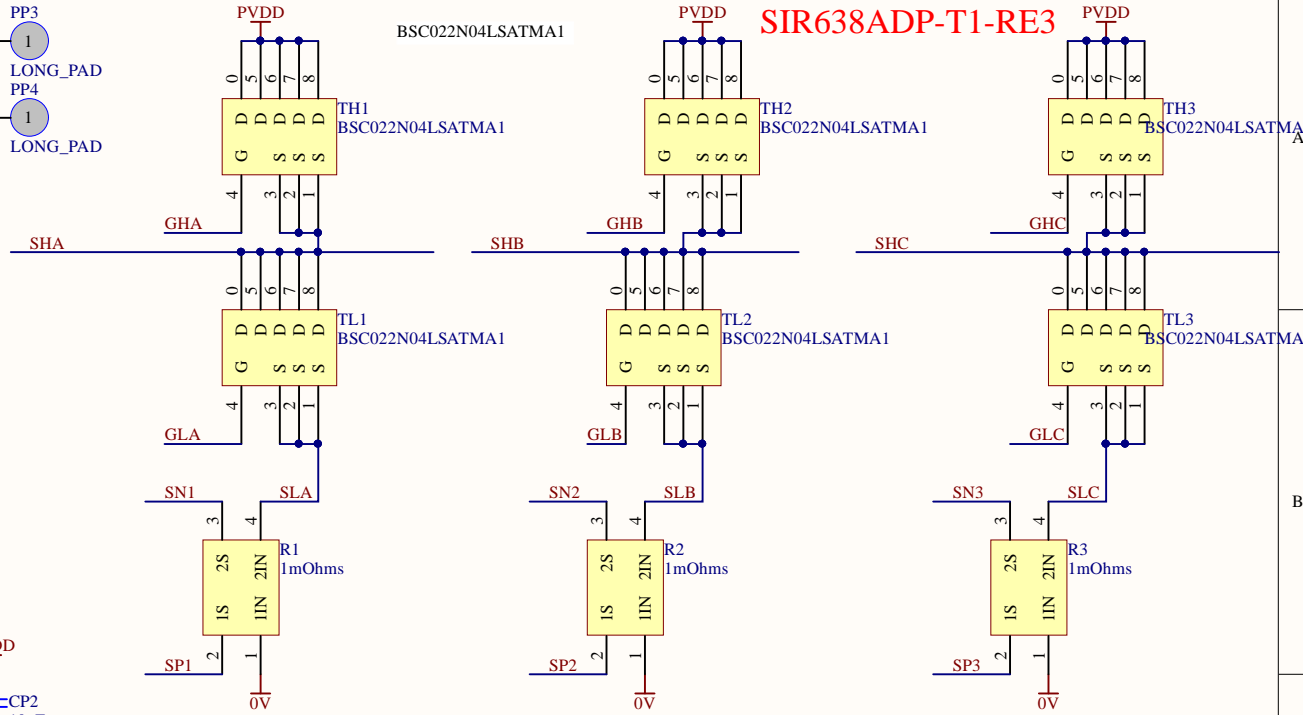 PP3
1
LONG_PAD
PP4
1
LONG_PAD
BSC022N04LSATMA1
SIR638ADP-T1-RE3
PVDD
0 5 6 7 8
D D D D D
G S S S
4 3 2 1
TH1
BSC022N04LSATMA1
GHA
SHA
0 5 6 7 8
D D D D D
G S S S
4 3 2 1
TL1
BSC022N04LSATMA1
GLA
SN1
SLA
3 4
2S 2IN
1S 1IN
2 1
R1
1mOhms
SP1
0V
PVDD
0 5 6 7 8
D D D D D
G S S S
4 3 2 1
TH2
BSC022N04LSATMA1
GHB
SHB
0 5 6 7 8
D D D D D
G S S S
4 3 2 1
TL2
BSC022N04LSATMA1
GLB
SN2
SLB
3 4
2S 2IN
1S 1IN
2 1
R2
1mOhms
SP2
0V
PVDD
0 5 6 7 8
D D D D D
G S S S
4 3 2 1
TH3
BSC022N04LSATMA
GHC
SHC
0 5 6 7 8
D D D D D
G S S S
4 3 2 1
TL3
BSC022N04LSATMA
GLC
SN3
SLC
3 4
2S 2IN
1S 1IN
2 1
R3
1mOhms
SP3
0V
A
B
CP2